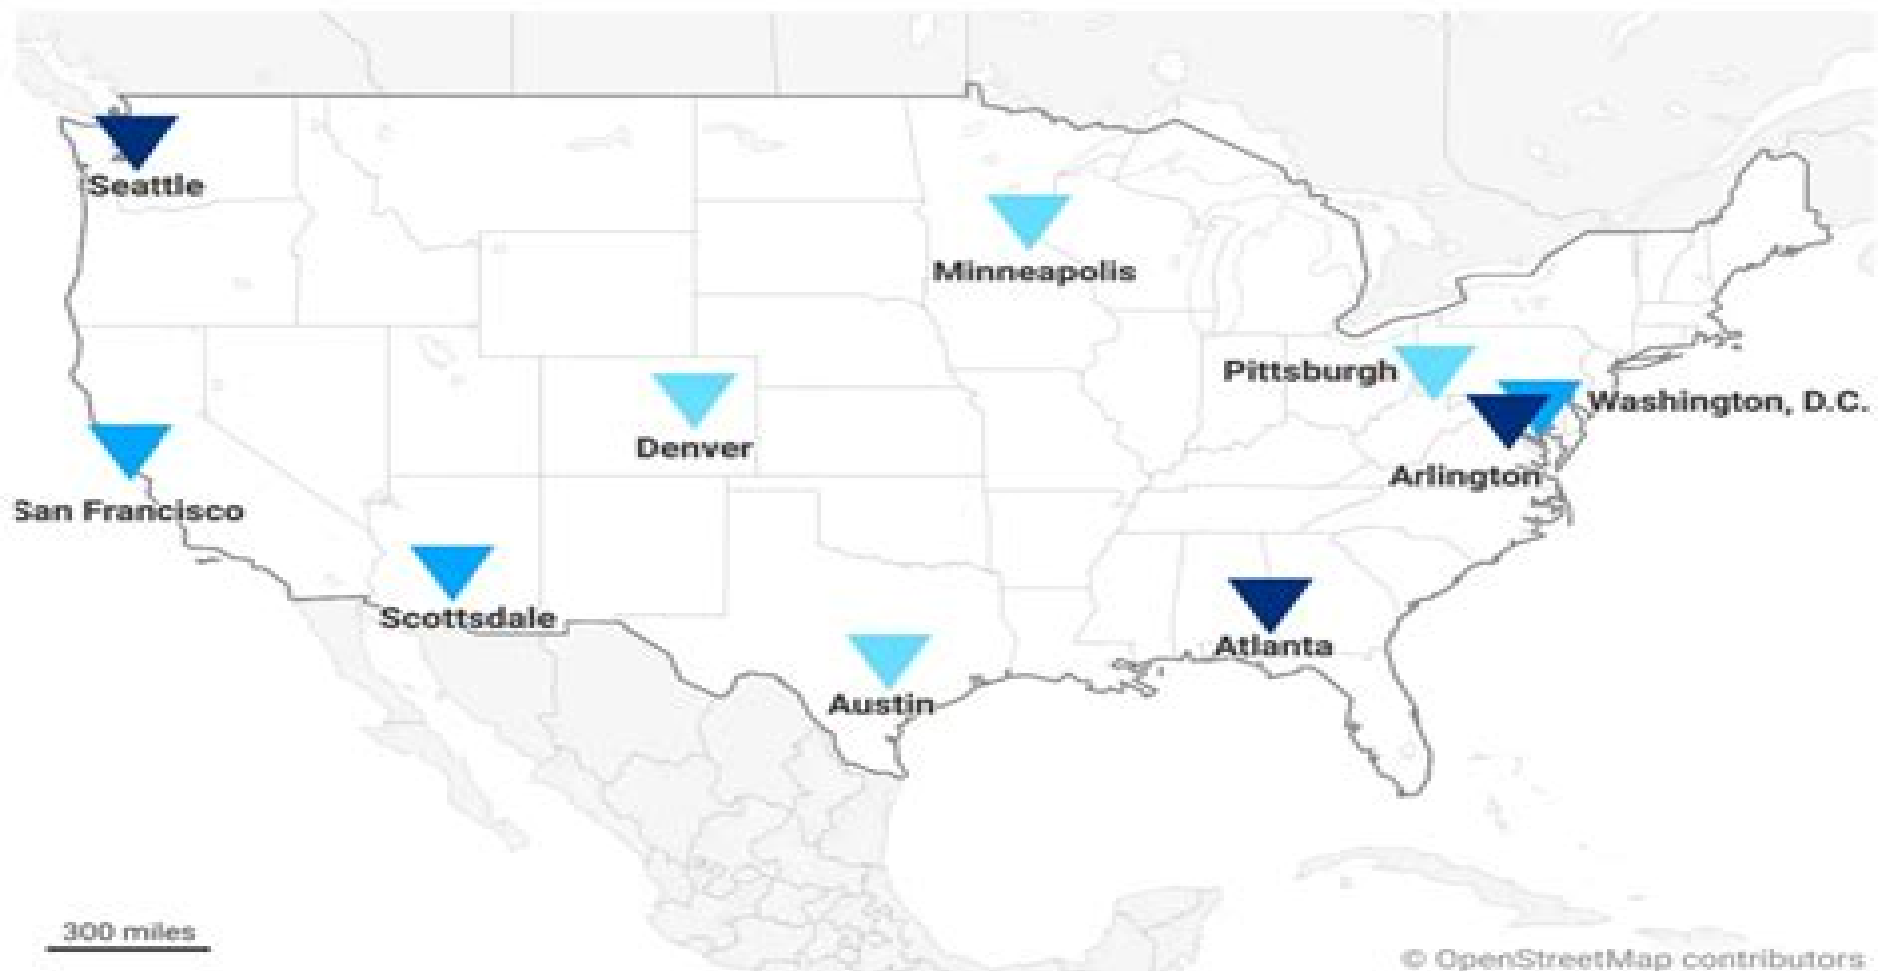 Seattle
Minneapolis
Pittsburgh
Washington, D.C.
Denver
Arlington
San Francisco
Scottsdale
Atlanta
Austin
300 miles
© OpenStreetMap contributors